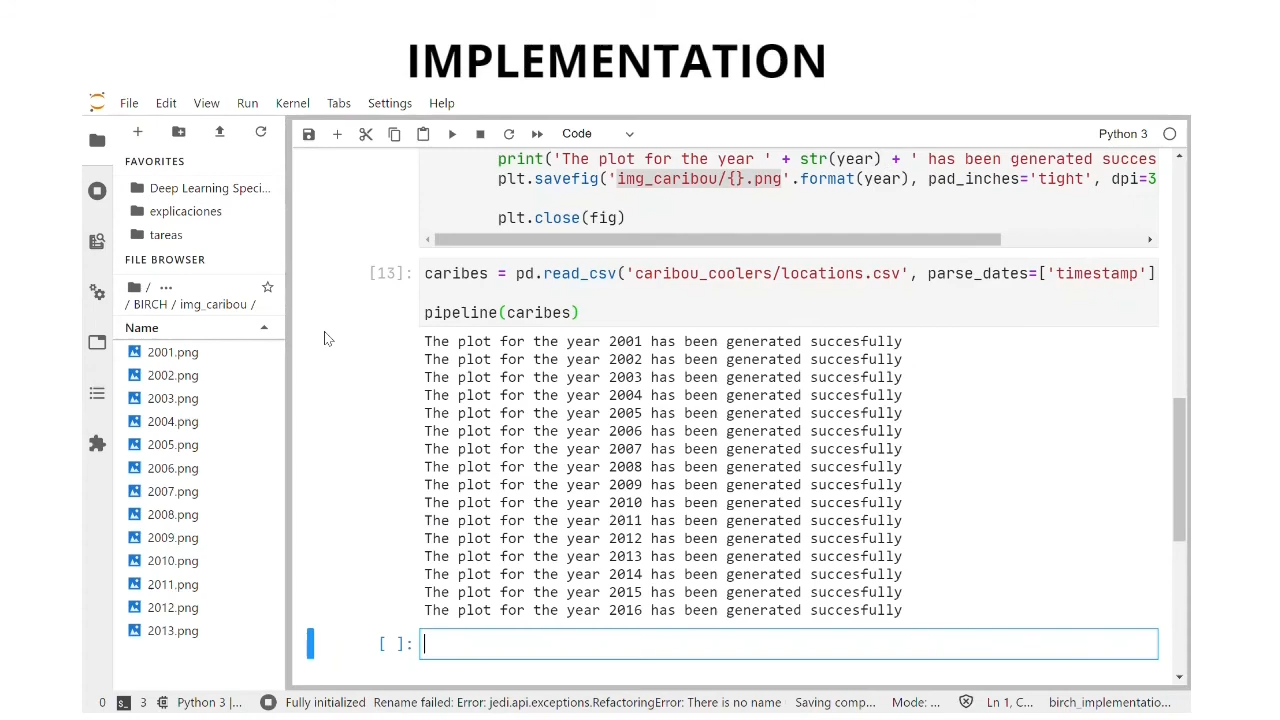 IMPLEMENTATION
File Edit View Run Kernel Tabs Settings Help
Code
Python 3
FAVORITES
Deep Learning Speci...
explicaciones
tareas
FILE BROWSER
/ ...
/ BIRCH / img_caribou /
Name
2001.png
2002.png
2003.png
2004.png
2005.png
2006.png
2007.png
2008.png
2009.png
2010.png
2011.png
2012.png
2013.png
print('The plot for the year ' + str(year) + ' has been generated succes
plt.savefig('img_caribou/{}.png'.format(year), pad_inches='tight', dpi=3
plt.close(fig)
[13]: caribes = pd.read_csv('caribou_coolers/locations.csv', parse_dates=['timestamp']
pipeline(caribes)
The plot for the year 2001 has been generated succesfully
The plot for the year 2002 has been generated succesfully
The plot for the year 2003 has been generated succesfully
The plot for the year 2004 has been generated succesfully
The plot for the year 2005 has been generated succesfully
The plot for the year 2006 has been generated succesfully
The plot for the year 2007 has been generated succesfully
The plot for the year 2008 has been generated succesfully
The plot for the year 2009 has been generated succesfully
The plot for the year 2010 has been generated succesfully
The plot for the year 2011 has been generated succesfully
The plot for the year 2012 has been generated succesfully
The plot for the year 2013 has been generated succesfully
The plot for the year 2014 has been generated succesfully
The plot for the year 2015 has been generated succesfully
The plot for the year 2016 has been generated succesfully
[ ]:
0 3 Python 3 |... Fully initialized Rename failed: Error: jedi.api.exceptions.RefactoringError: There is no name Saving comp... Mode: ... Ln 1, C... birch_implementatio...